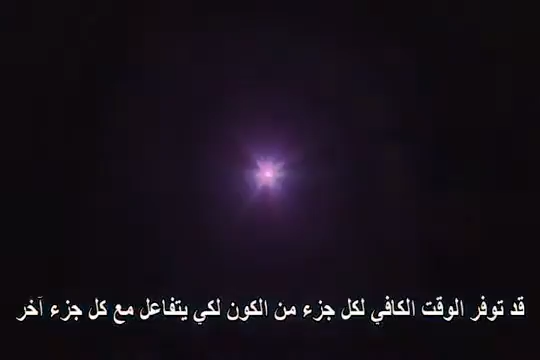 قد توفر الوقت الكافي لكل جزء من الكون لكي يتفاعل مع كل جزء آخر